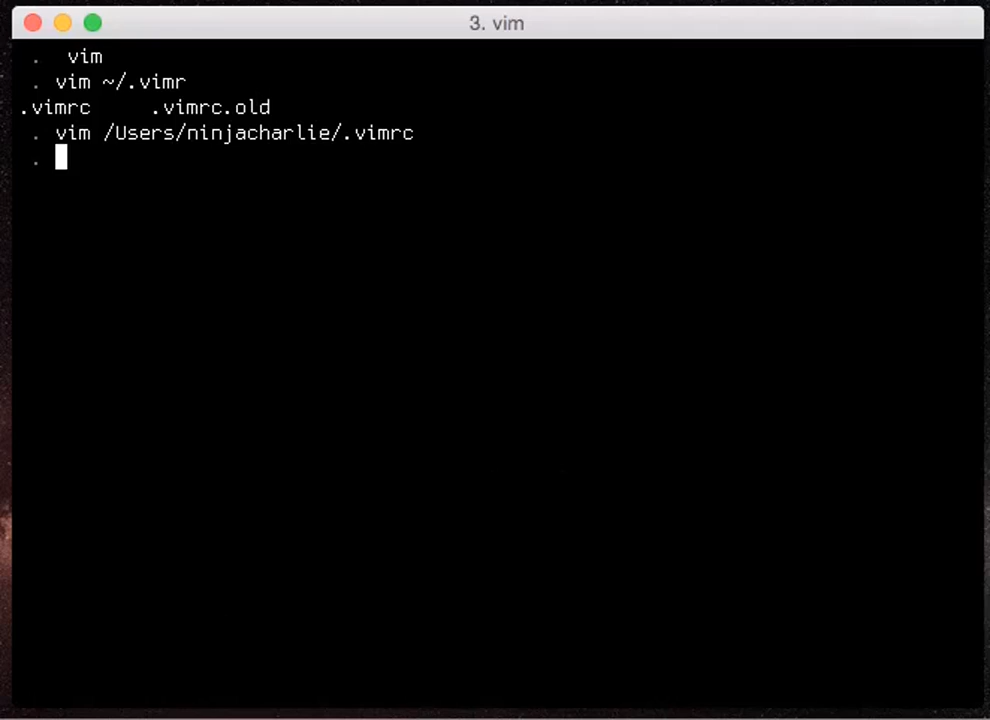 3. vim
. vim
. vim ~/.vimr
.vimrc .vimrc.old
. vim /Users/ninjacharlie/.vimrc
.